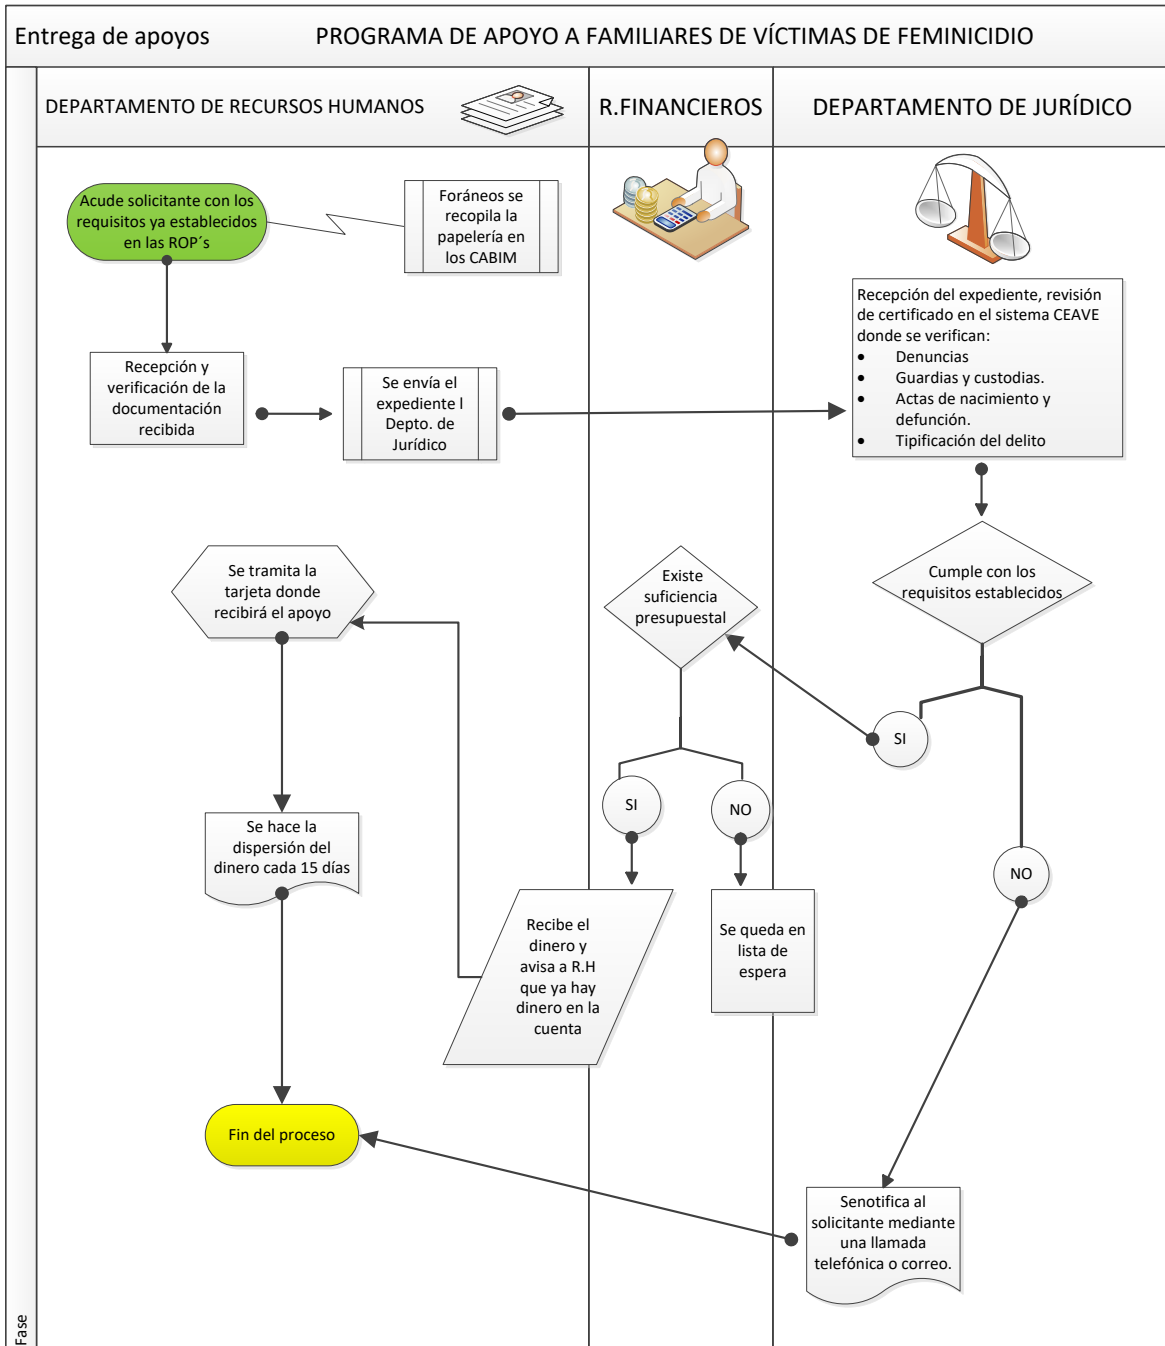 Entrega de apoyos
PROGRAMA DE APOYO A FAMILIARES DE VÍCTIMAS DE FEMINICIDIO
DEPARTAMENTO DE RECURSOS HUMANOS
R.FINANCIEROS
DEPARTAMENTO DE JURÍDICO
Acude solicitante con los
requisitos ya establecidos
en las ROP´s
Foráneos se
recopila la
papelería en
los CABIM
Recepción del expediente, revisión
de certificado en el sistema CEAVE
donde se verifican:
• Denuncias
• Guardias y custodias.
• Actas de nacimiento y
defunción.
• Tipificación del delito
Recepción y
verificación de la
documentación
recibida
Se envía el
expediente l
Depto. de
Jurídico
Se tramita la
tarjeta donde
recibirá el apoyo
Existe
suficiencia
presupuestal
Cumple con los
requisitos establecidos
SI
SI
NO
NO
Se hace la
dispersión del
dinero cada 15 días
Recibe el
dinero y
avisa a R.H
que ya hay
dinero en la
cuenta
Se queda en
lista de
espera
Fin del proceso
Senotifica al
solicitante mediante
una llamada
telefónica o correo.
Fase